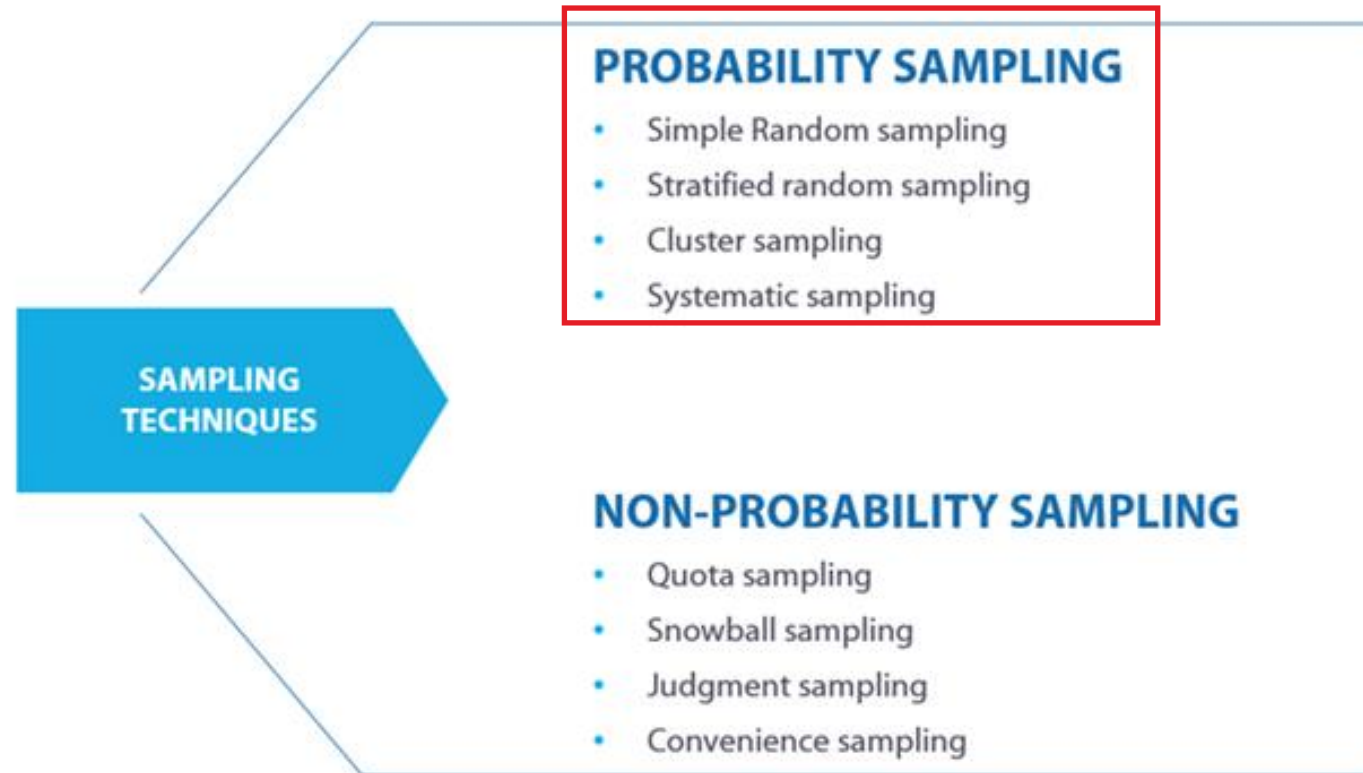 PROBABILITY SAMPLING
• Simple Random sampling
• Stratified random sampling
• Cluster sampling
• Systematic sampling
SAMPLING
TECHNIQUES
NON-PROBABILITY SAMPLING
• Quota sampling
• Snowball sampling
• Judgment sampling
• Convenience sampling